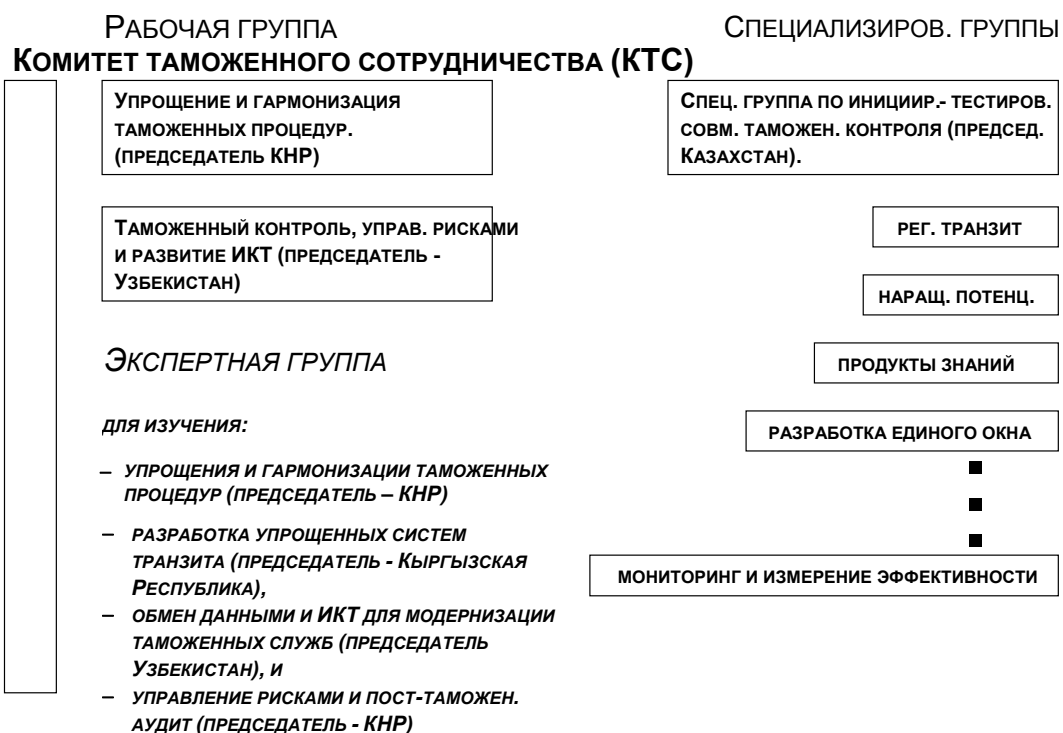 РАБОЧАЯ ГРУППА
СПЕЦИАЛИЗИРОВ. ГРУППЫ
КОМИТЕТ ТАМОЖЕННОГО СОТРУДНИЧЕСТВА (КТС)
УПРОЩЕНИЕ И ГАРМОНИЗАЦИЯ
ТАМОЖЕННЫХ ПРОЦЕДУР.
(ПРЕДСЕДАТЕЛЬ КНР)
СПЕЦ. ГРУППА ПО ИНИЦИИР.- ТЕСТИРОВ.
СОВМ. ТАМОЖЕН. КОНТРОЛЯ (ПРЕДСЕД.
КАЗАХСТАН).
ТАМОЖЕННЫЙ КОНТРОЛЬ, УПРАВ. РИСКАМИ
И РАЗВИТИЕ ИКТ (ПРЕДСЕДАТЕЛЬ -
УЗБЕКИСТАН)
РЕГ. ТРАНЗИТ
НАРАЩ. ПОТЕНЦ.
ПРОДУКТЫ ЗНАНИЙ
РАЗРАБОТКА ЕДИНОГО ОКНА
МОНИТОРИНГ И ИЗМЕРЕНИЕ ЭФФЕКТИВНОСТИ
ЭКСПЕРТНАЯ ГРУППА
ДЛЯ ИЗУЧЕНИЯ:
– УПРОЩЕНИЯ И ГАРМОНИЗАЦИИ ТАМОЖЕННЫХ
ПРОЦЕДУР (ПРЕДСЕДАТЕЛЬ – КНР)
– РАЗРАБОТКА УПРОЩЕННЫХ СИСТЕМ
ТРАНЗИТА (ПРЕДСЕДАТЕЛЬ - КЫРГЫЗСКАЯ
РЕСПУБЛИКА),
– ОБМЕН ДАННЫМИ И ИКТ ДЛЯ МОДЕРНИЗАЦИИ
ТАМОЖЕННЫХ СЛУЖБ (ПРЕДСЕДАТЕЛЬ
УЗБЕКИСТАН), И
– УПРАВЛЕНИЕ РИСКАМИ И ПОСТ-ТАМОЖЕН.
АУДИТ (ПРЕДСЕДАТЕЛЬ - КНР)